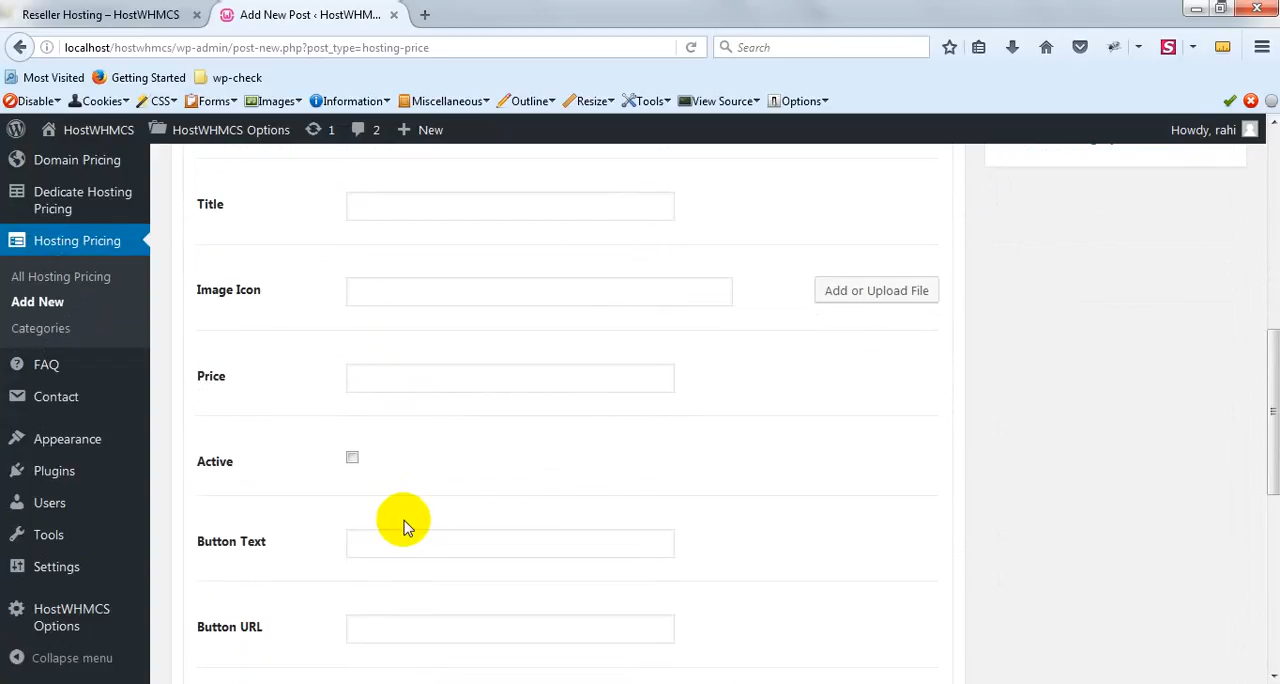 Reseller Hosting – HostWHMCS
Add New Post ‹ HostWHM...
localhost/hostwhmcs/wp-admin/post-new.php?post_type=hosting-price
Search
Most Visited Getting Started wp-check
Disable Cookies CSS Forms Images Information Miscellaneous Outline Resize Tools View Source Options
HostWHMCS HostWHMCS Options 1 2 New Howdy, rahi
Domain Pricing
Dedicate Hosting
Pricing
Hosting Pricing
All Hosting Pricing
Add New
Categories
FAQ
Contact
Appearance
Plugins
Users
Tools
Settings
HostWHMCS
Options
Collapse menu
Title
Image Icon Add or Upload File
Price
Active
Button Text
Button URL